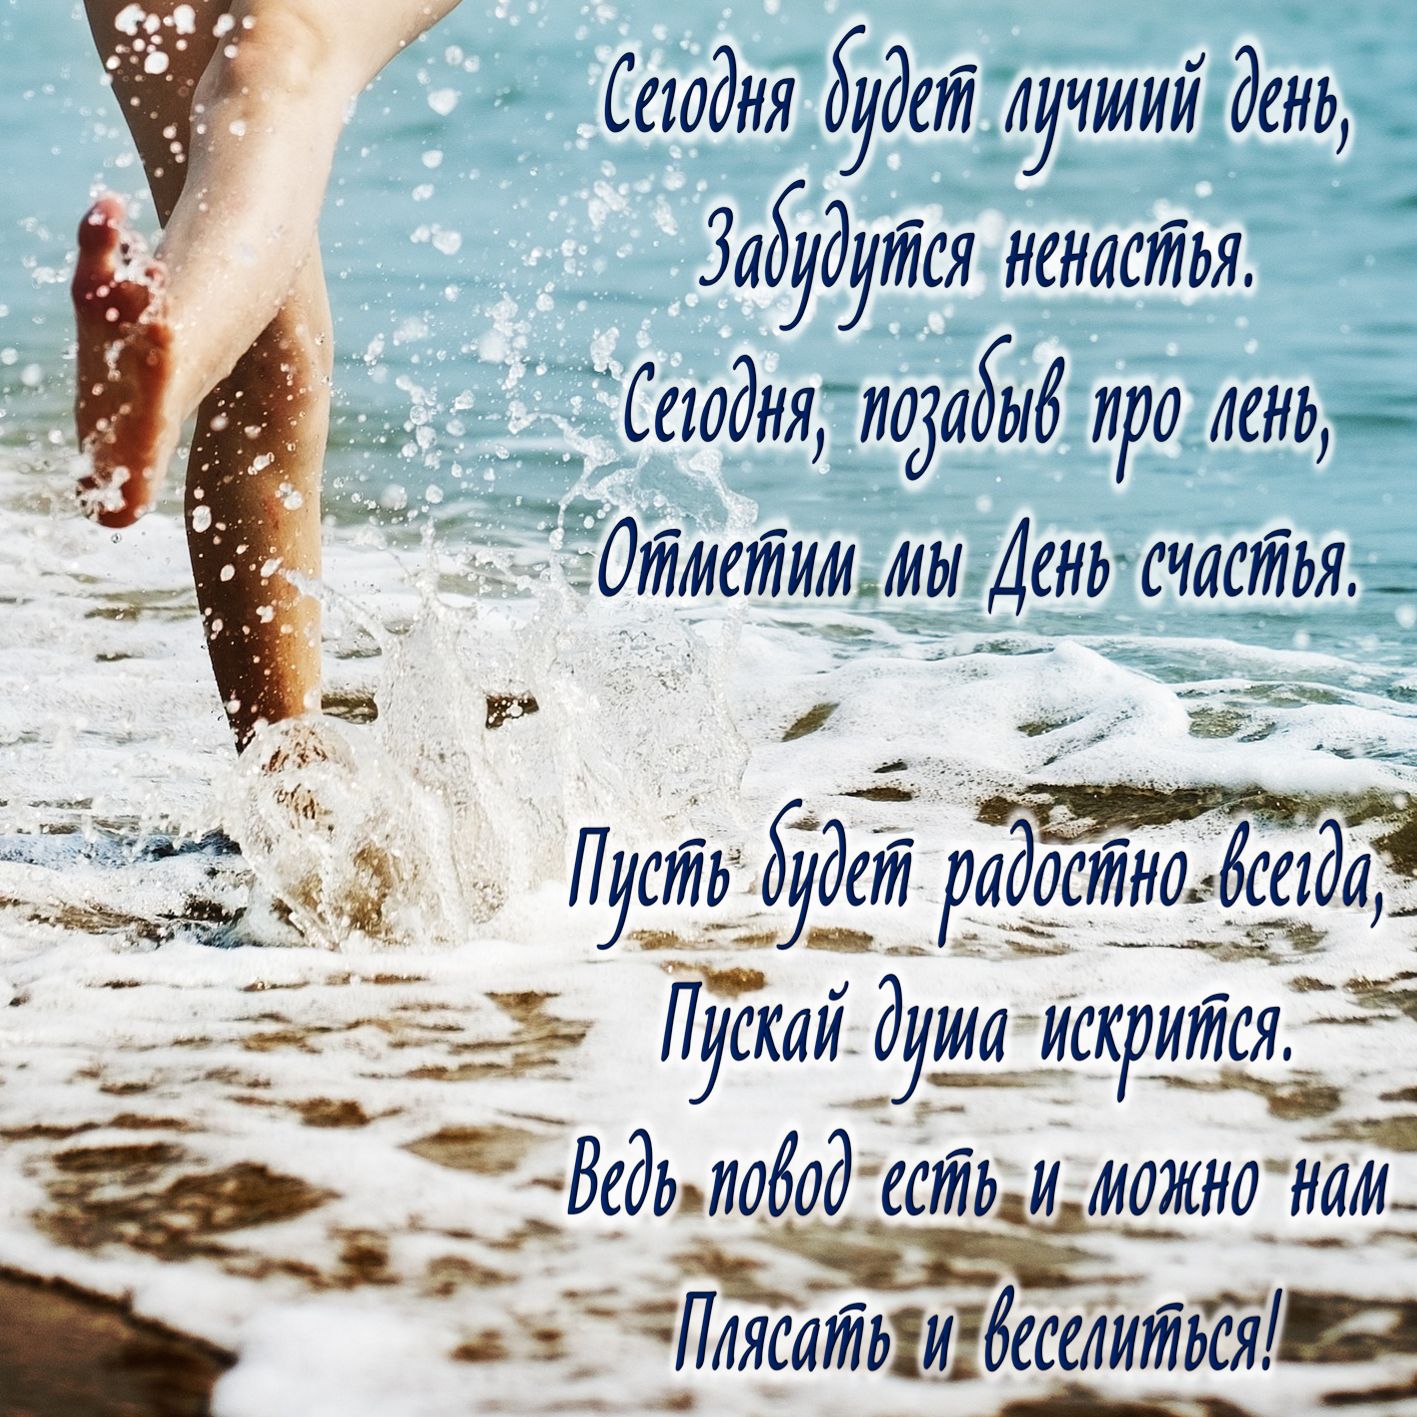 Сегодня будет лучший день,
Забудутся ненастья.
Сегодня, позабыв про лень,
Отметим мы День счастья.
Пусть будет радостно всегда,
Пускай душа искрится.
Ведь повод есть и можно нам
Плясать и веселиться!